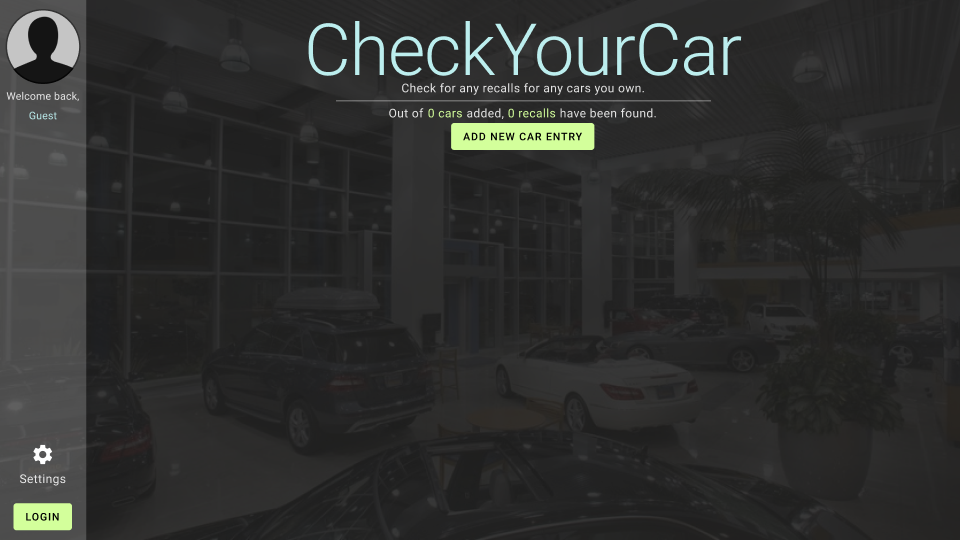 CheckYourCar
Check for any recalls for any cars you own.
Out of 0 cars added, 0 recalls have been found.
ADD NEW CAR ENTRY
Welcome back,
Guest
Settings
LOGIN